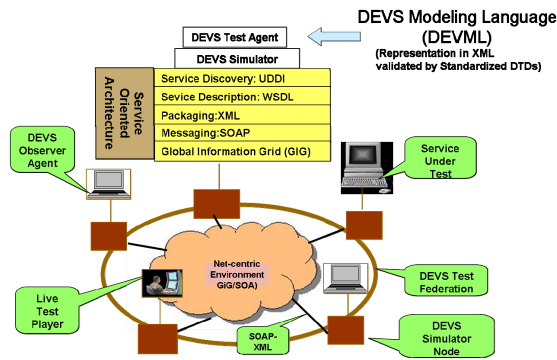 DEVS Modeling Language
(DEVML)
(Representation in XML
validated by Standardized DTDs)
DEVS Test Agent
DEVS Simulator
Service
Oriented
Architecture
Service Discovery: UDDI
Sevice Description: WSDL
Packaging:XML
Messaging:SOAP
Global Information Grid (GIG)
DEVS
Observer
Agent
Service
Under
Test
Net-centric
Environment
GiG/SOA)
DEVS Test
Federation
Live
Test
Player
SOAP-
XML
DEVS
Simulator
Node